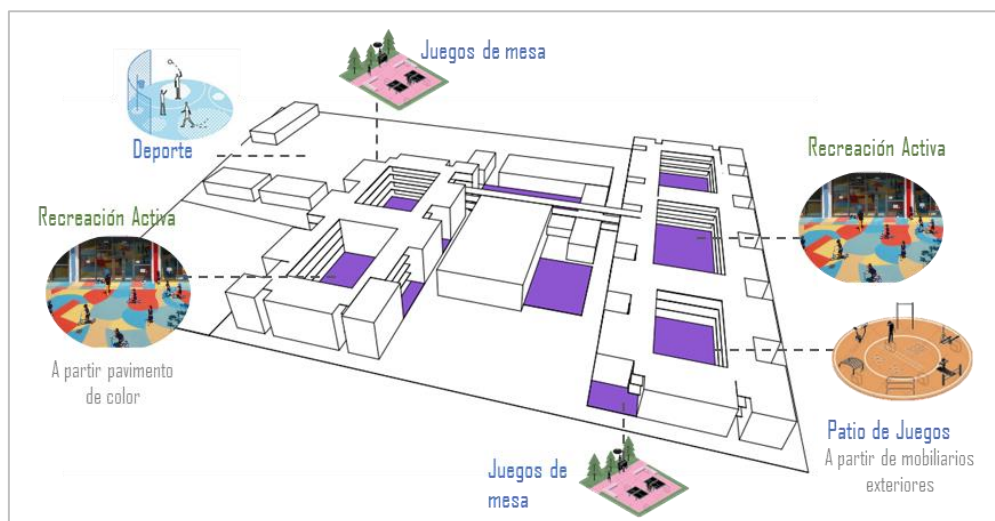 Juegos de mesa
Deporte
Recreación Activa
Recreación Activa
A partir pavimento
de color
Patio de Juegos
A partir de mobiliarios
exteriores
Juegos de
mesa